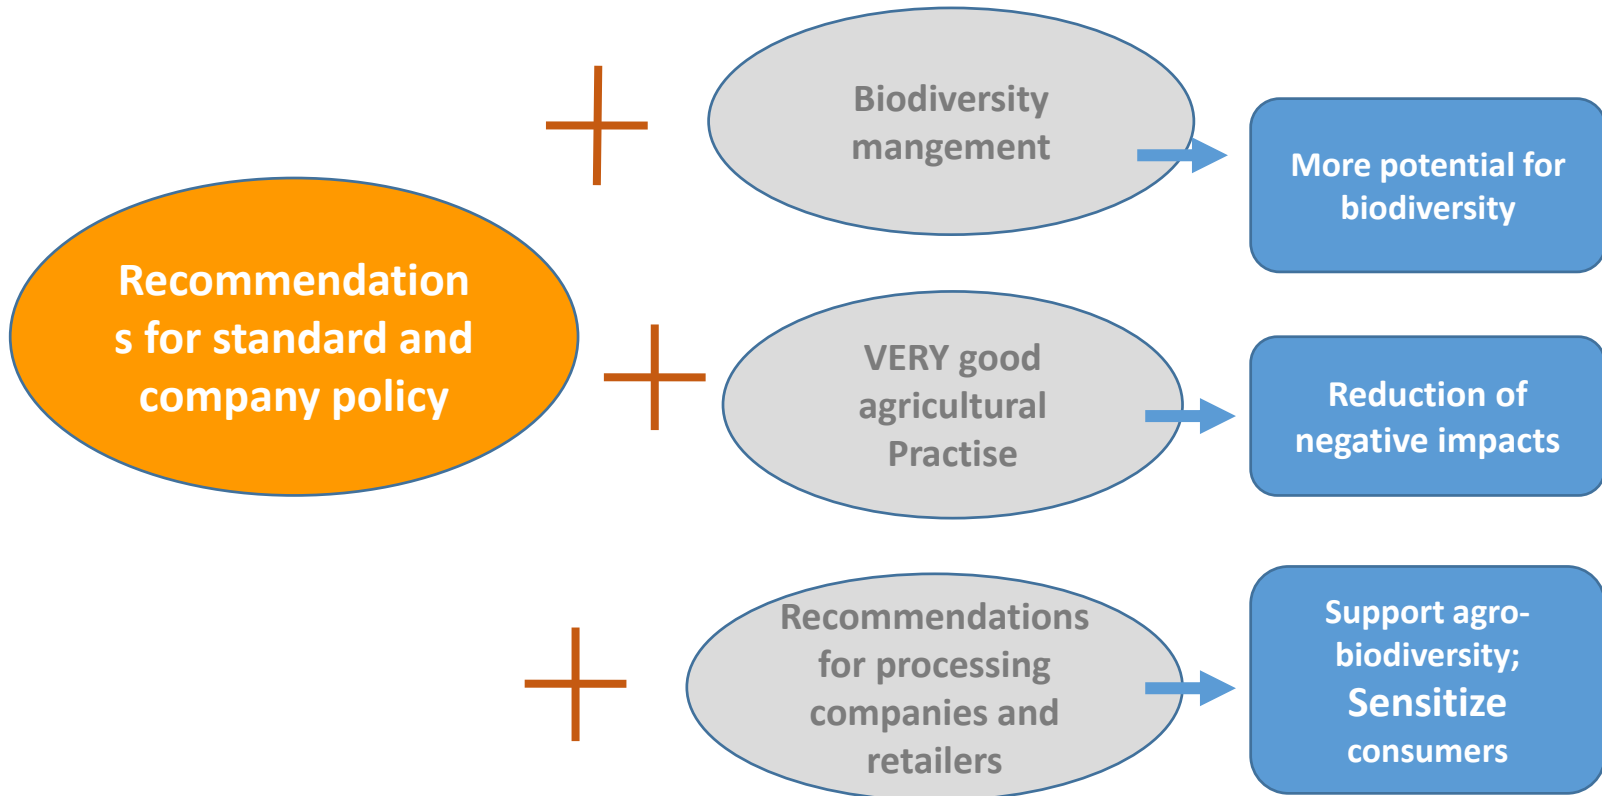 Recommendation
s for standard and
company policy
Biodiversity
mangement
More potential for
biodiversity
VERY good
agricultural
Practise
Reduction of
negative impacts
Recommendations
for processing
companies and
retailers
Support agro-
biodiversity;
Sensitize
consumers